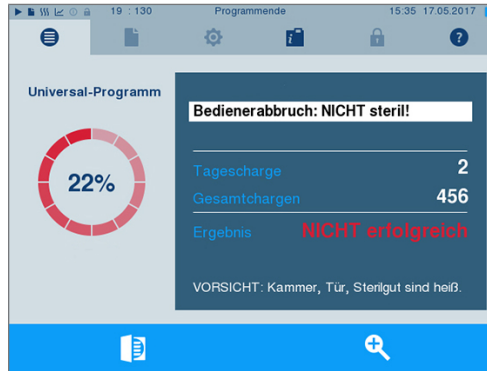 19 : 130 Programmende 15:35 17.05.2017
Universal-Programm
22%
Bedienerabbruch: NICHT steril!
Tagescharge 2
Gesamtchargen 456
Ergebnis NICHT erfolgreich
VORSICHT: Kammer, Tür, Sterilgut sind heiß.